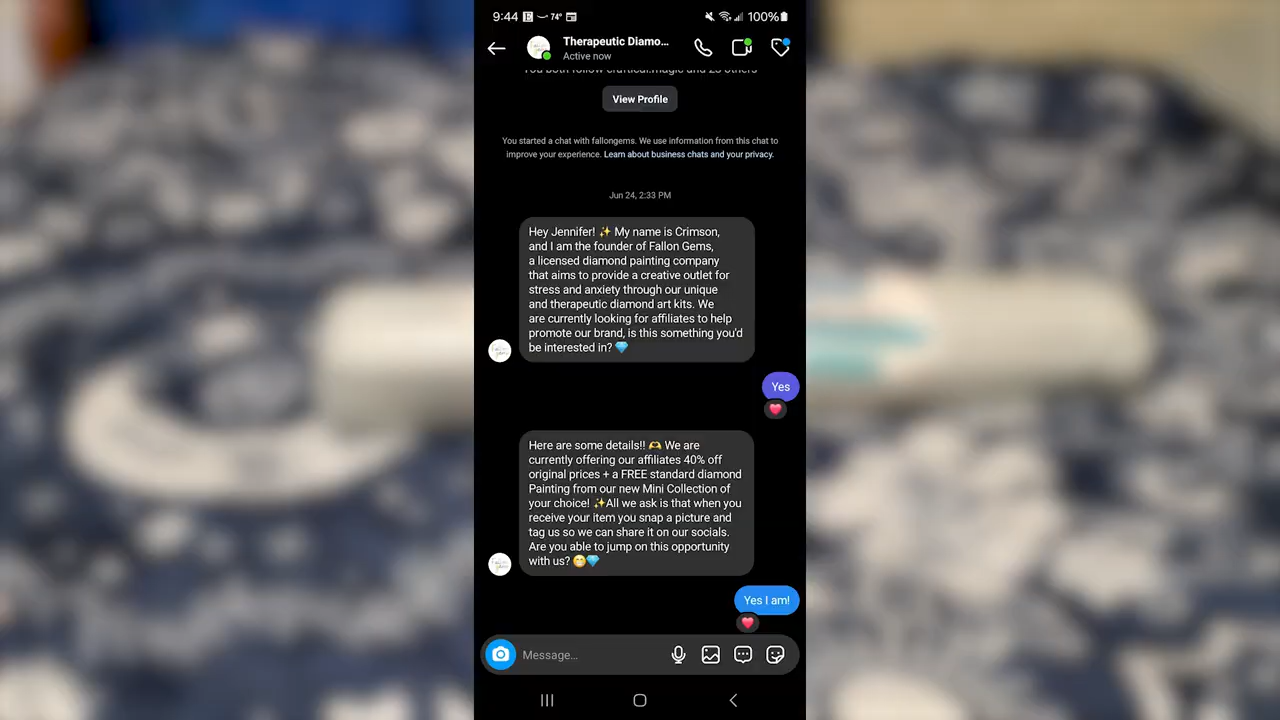 9:44 74° 100%
Therapeutic Diamo...
Active now
You both follow craftical.magic and 25 others
View Profile
You started a chat with fallongems. We use information from this chat to
improve your experience. Learn about business chats and your privacy.
Jun 24, 2:33 PM
Hey Jennifer! ✨ My name is Crimson,
and I am the founder of Fallon Gems,
a licensed diamond painting company
that aims to provide a creative outlet for
stress and anxiety through our unique
and therapeutic diamond art kits. We
are currently looking for affiliates to help
promote our brand, is this something you'd
be interested in? 💎
Yes
Here are some details!! 🫶 We are
currently offering our affiliates 40% off
original prices + a FREE standard diamond
Painting from our new Mini Collection of
your choice! ✨All we ask is that when you
receive your item you snap a picture and
tag us so we can share it on our socials.
Are you able to jump on this opportunity
with us? 😁💎
Yes I am!
Message...